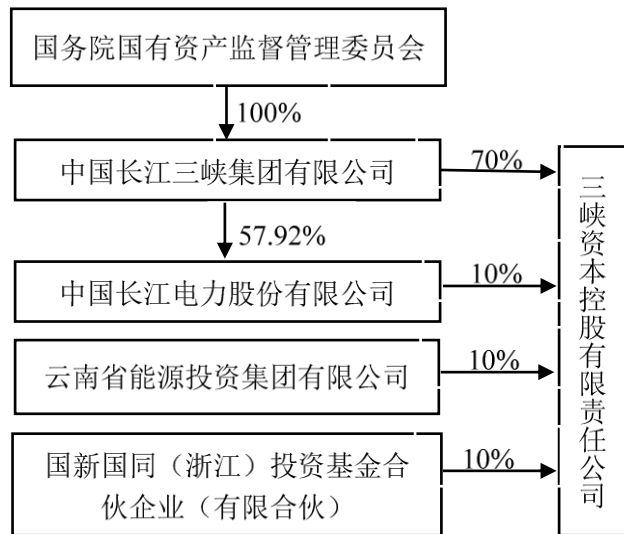 国务院国有资产监督管理委员会
100%
中国长江三峡集团有限公司
70%
57.92%
中国长江电力股份有限公司
10%
云南省能源投资集团有限公司
10%
国新国同（浙江）投资基金合
伙企业（有限合伙）
10%
三峡资本控股有限责任公司